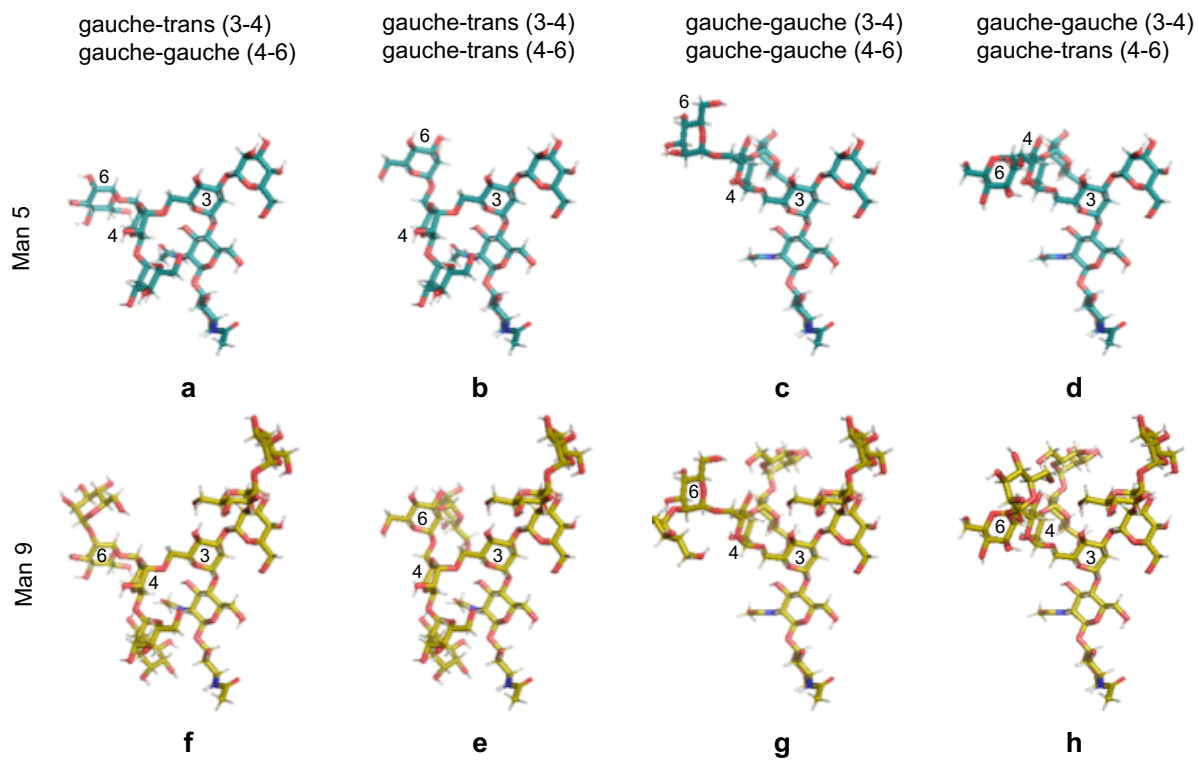 gauche-trans (3-4)
gauche-gauche (4-6)
gauche-trans (3-4)
gauche-trans (4-6)
gauche-gauche (3-4)
gauche-gauche (4-6)
gauche-gauche (3-4)
gauche-trans (4-6)
Man 5
6
3
4
6
3
4
6
4
3
4
6
3
a
b
c
d
Man 9
6
4
3
6
4
3
6
4
3
6
4
3
f
e
g
h